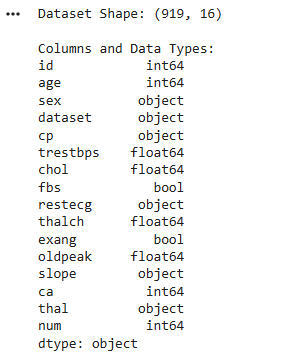 ••• Dataset Shape: (919, 16)
Columns and Data Types:
id int64
age int64
sex object
dataset object
cp object
trestbps float64
chol float64
fbs bool
restecg object
thalch float64
exang bool
oldpeak float64
slope object
ca int64
thal object
num int64
dtype: object